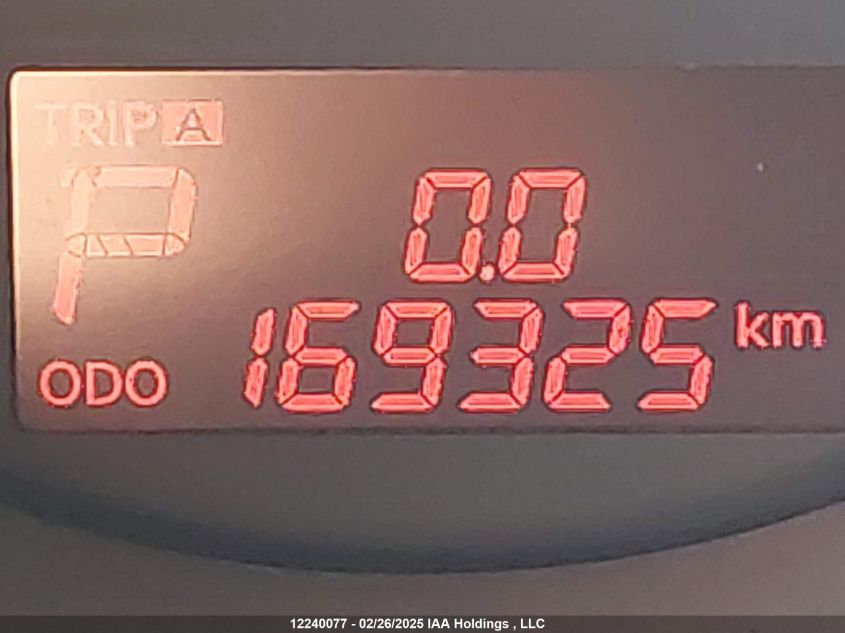 TRIP A
P 0.0
ODO 169325 km
12240077 - 02/26/2025 IAA Holdings , LLC